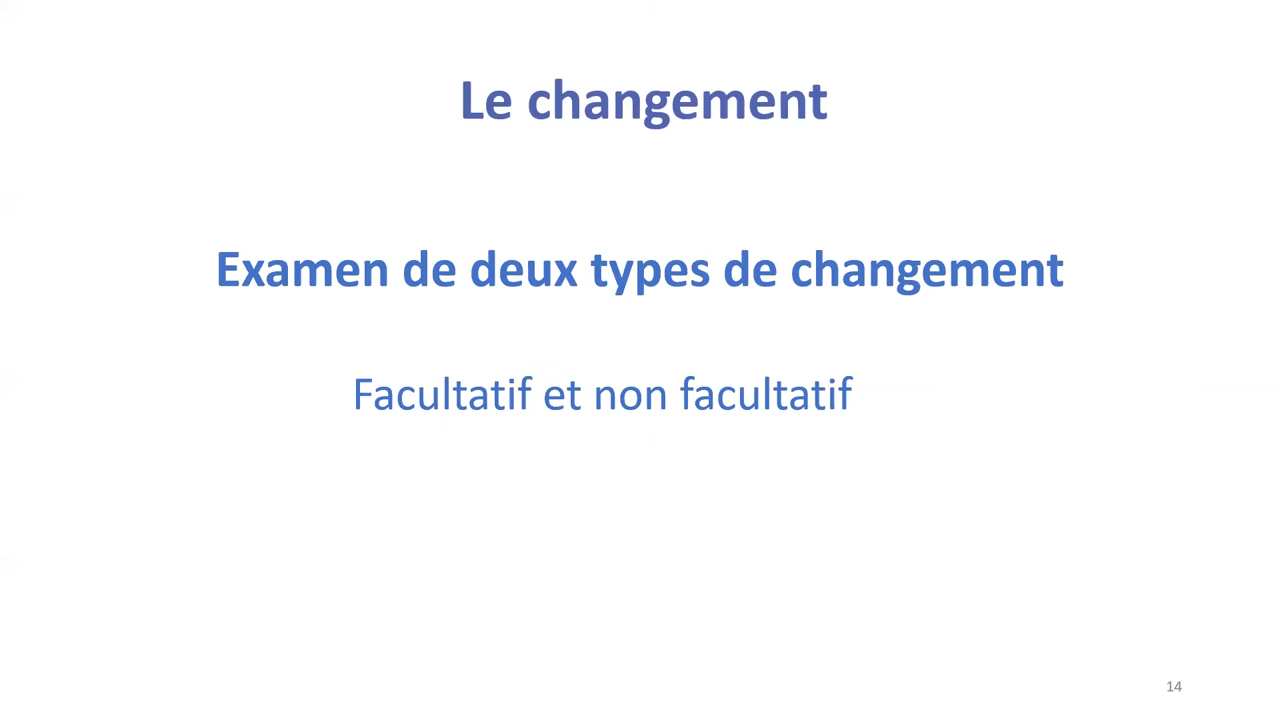 Le changement
Examen de deux types de changement
Facultatif et non facultatif
14